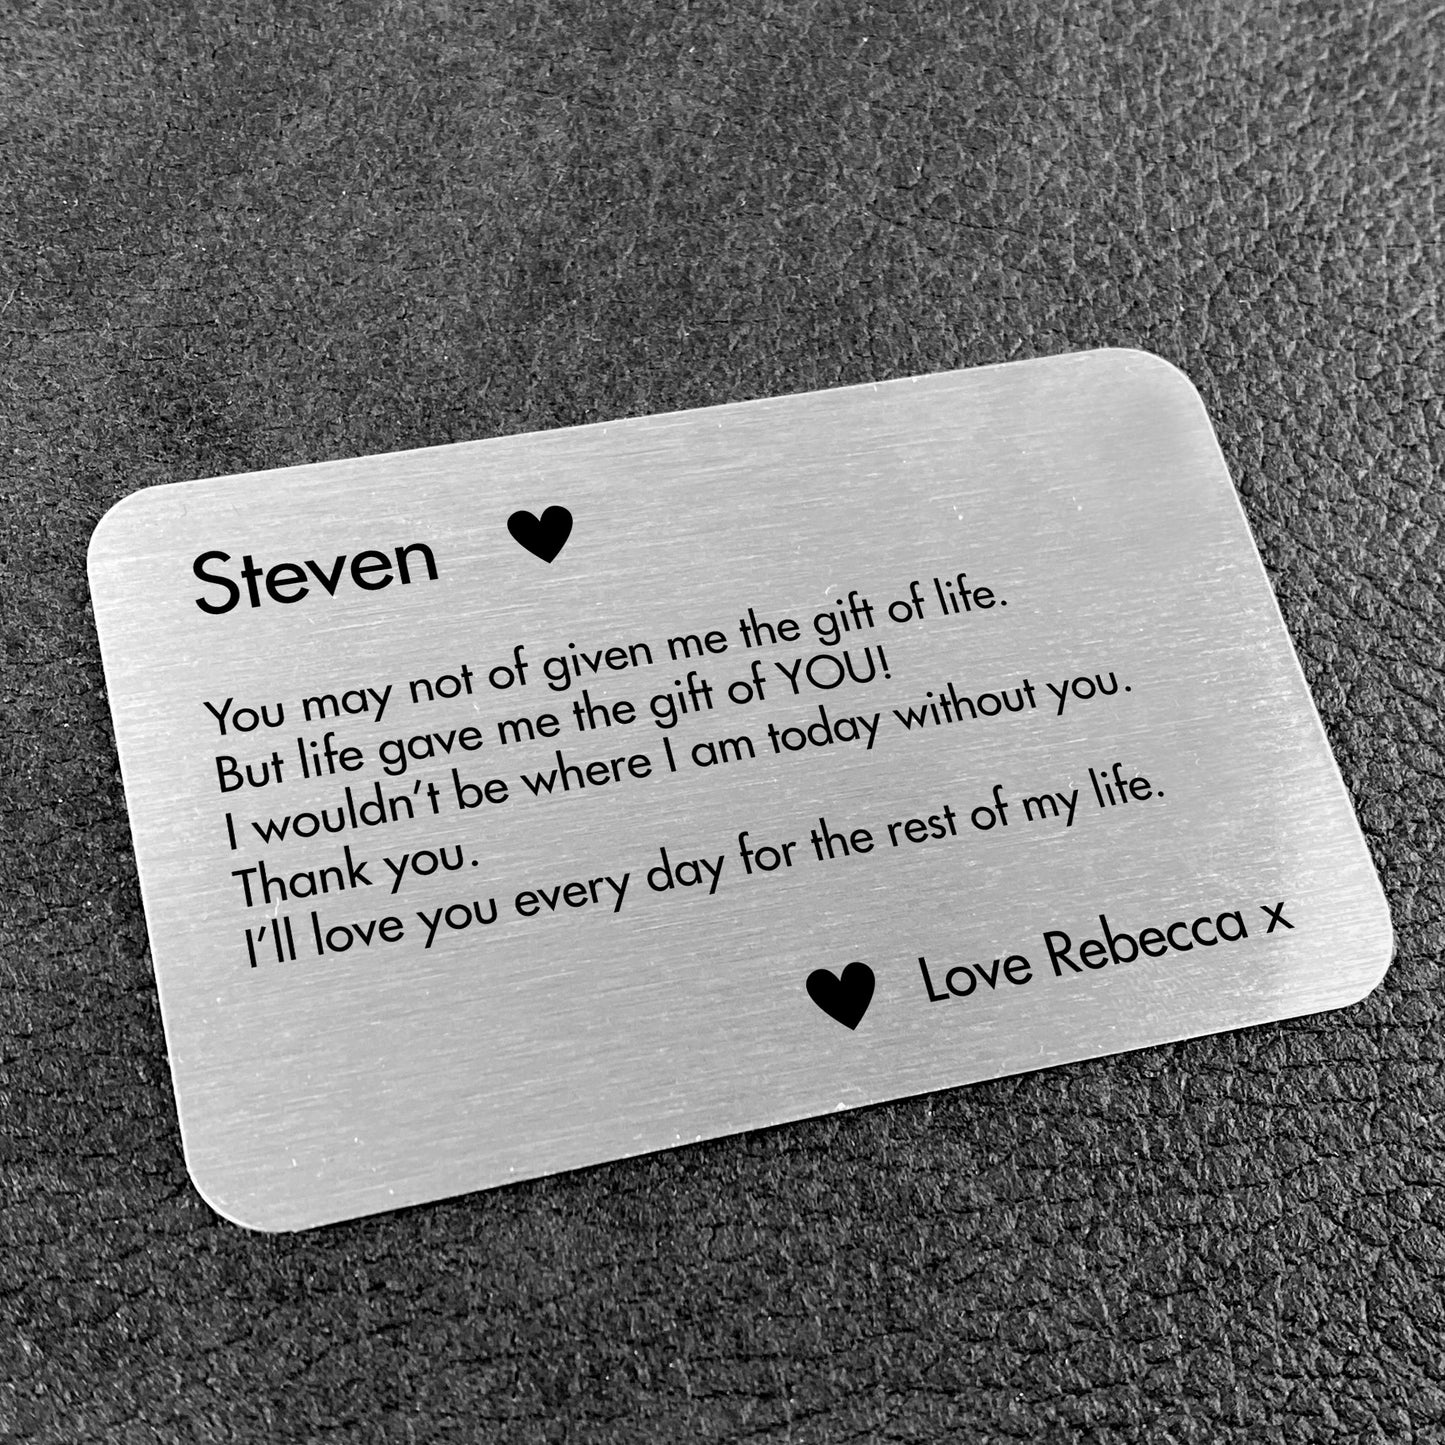 Steven
You may not of given me the gift of life.
But life gave me the gift of YOU!
I wouldn't be where I am today without you.
Thank you.
I'll love you every day for the rest of my life.
Love Rebecca x